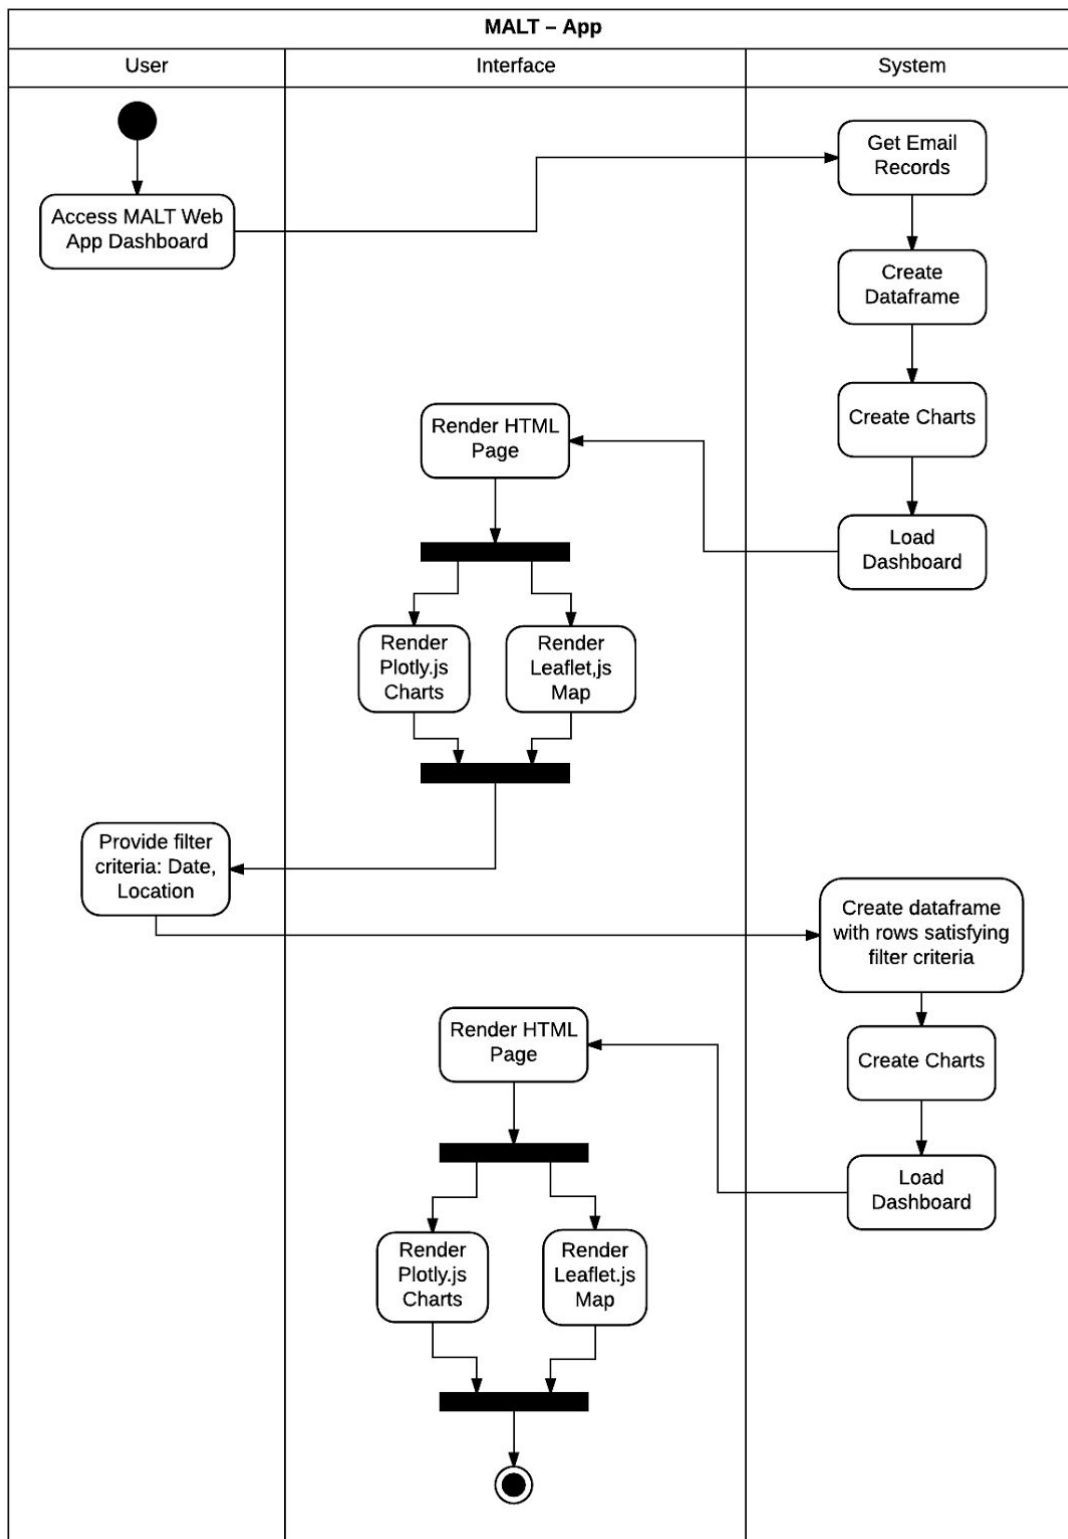 MALT – App
User
Interface
System
Get Email
Records
Access MALT Web
App Dashboard
Create
Dataframe
Create Charts
Render HTML
Page
Load
Dashboard
Render
Plotly.js
Charts
Render
Leaflet,js
Map
Provide filter
criteria: Date,
Location
Create dataframe
with rows satisfying
filter criteria
Render HTML
Page
Create Charts
Load
Dashboard
Render
Plotly.js
Charts
Render
Leaflet.js
Map